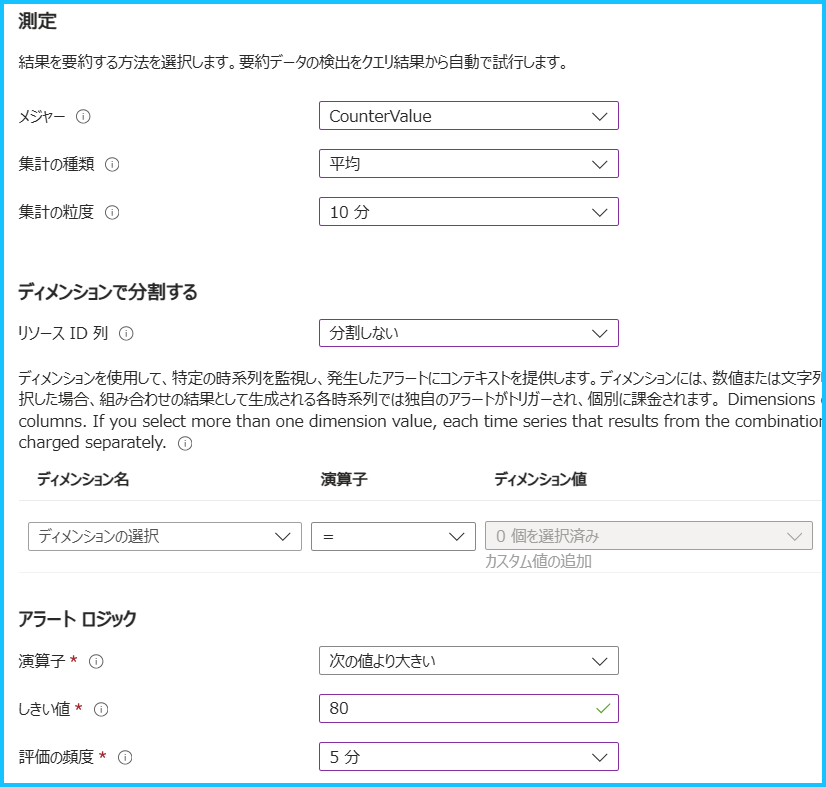 測定
結果を要約する方法を選択します。要約データの検出をクエリ結果から自動で試行します。
メジャー
CounterValue
集計の種類
平均
集計の粒度
10 分
ディメンションで分割する
リソース ID 列
分割しない
ディメンションを使用して、特定の時系列を監視し、発生したアラートにコンテキストを提供します。ディメンションには、数値または文字列
択した場合、組み合わせの結果として生成される各時系列では独自のアラートがトリガーされ、個別に課金されます。 Dimensions
columns. If you select more than one dimension value, each time series that results from the combination
charged separately.
ディメンション名 演算子 ディメンション値
ディメンションの選択 = 0 個を選択済み
カスタム値の追加
アラート ロジック
演算子 *
次の値より大きい
しきい値 *
80
評価の頻度 *
5 分